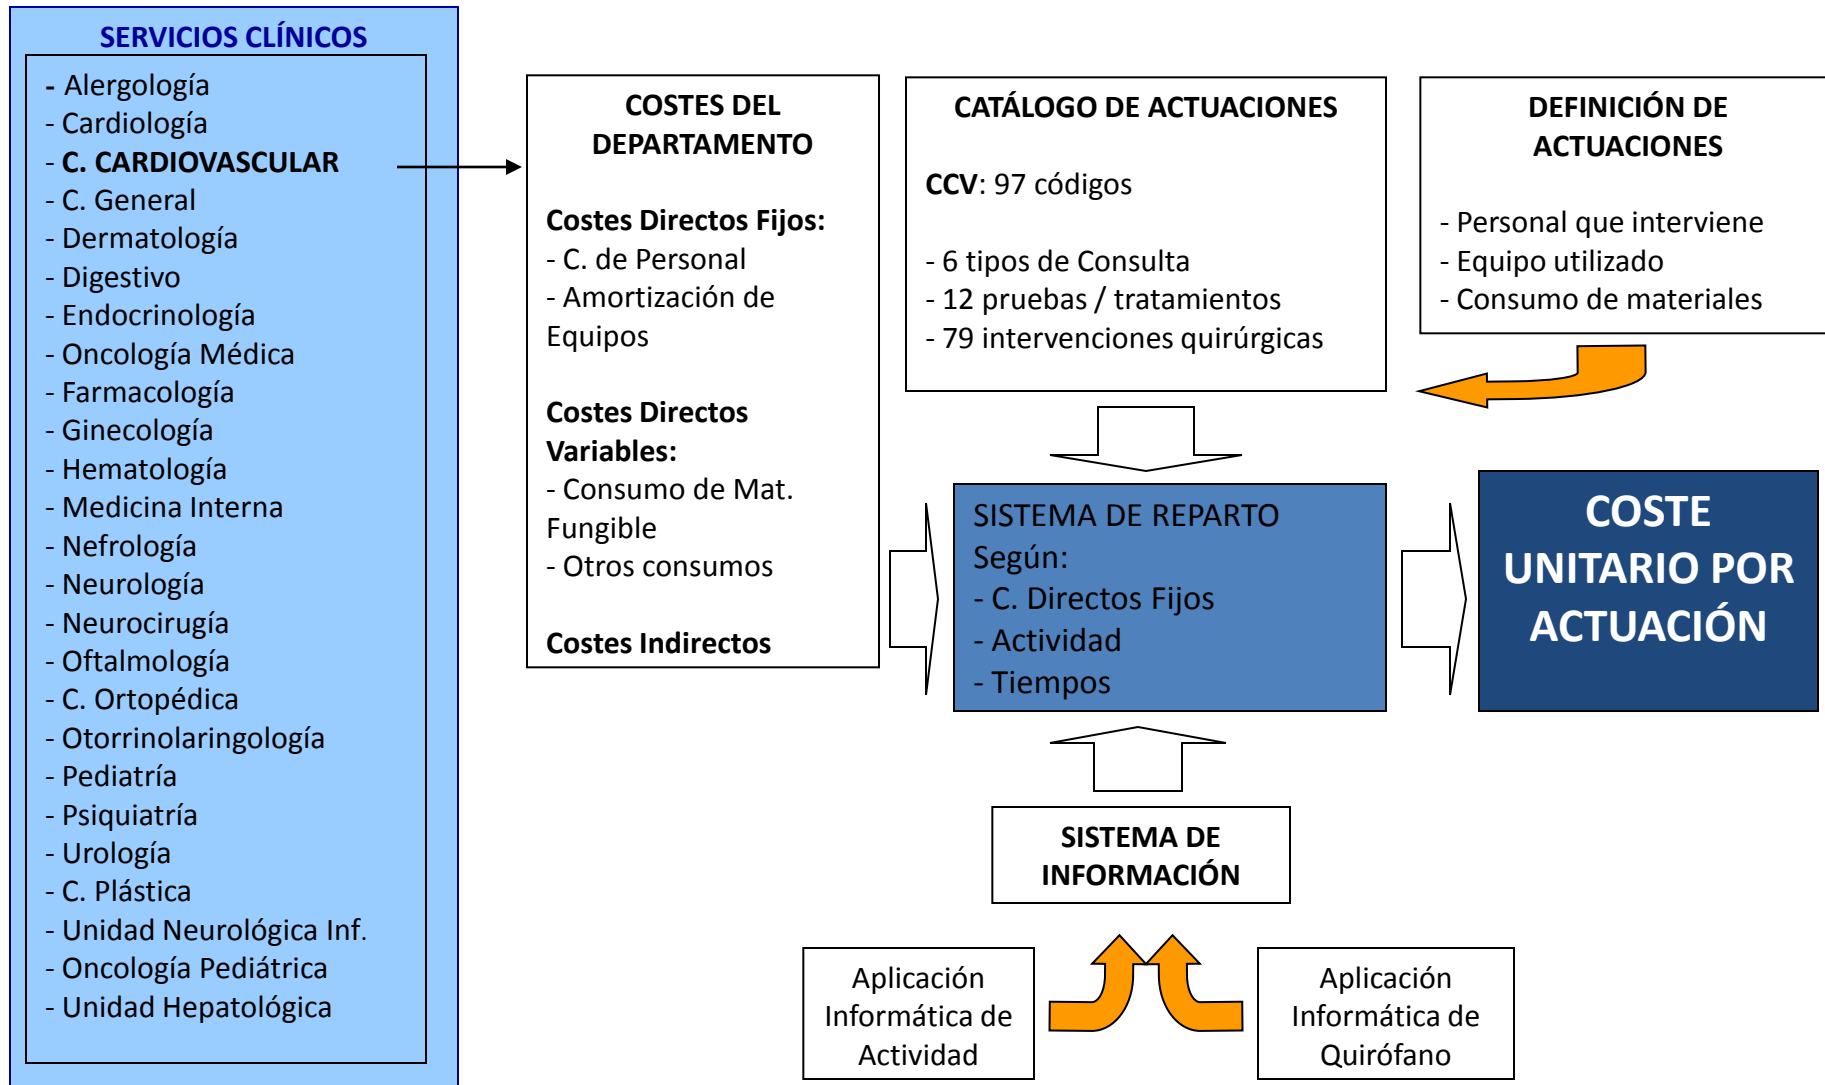 SERVICIOS CLÍNICOS
- Alergología
- Cardiología
- C. CARDIOVASCULAR
- C. General
- Dermatología
- Digestivo
- Endocrinología
- Oncología Médica
- Farmacología
- Ginecología
- Hematología
- Medicina Interna
- Nefrología
- Neurología
- Neurocirugía
- Oftalmología
- C. Ortopédica
- Otorrinolaringología
- Pediatría
- Psiquiatría
- Urología
- C. Plástica
- Unidad Neurológica Inf.
- Oncología Pediátrica
- Unidad Hepatológica
COSTES DEL
DEPARTAMENTO
Costes Directos Fijos:
- C. de Personal
- Amortización de
Equipos
Costes Directos
Variables:
- Consumo de Mat.
Fungible
- Otros consumos
Costes Indirectos
CATÁLOGO DE ACTUACIONES
CCV: 97 códigos
- 6 tipos de Consulta
- 12 pruebas / tratamientos
- 79 intervenciones quirúrgicas
DEFINICIÓN DE
ACTUACIONES
- Personal que interviene
- Equipo utilizado
- Consumo de materiales
SISTEMA DE REPARTO
Según:
- C. Directos Fijos
- Actividad
- Tiempos
COSTE
UNITARIO POR
ACTUACIÓN
SISTEMA DE
INFORMACIÓN
Aplicación
Informática de
Actividad
Aplicación
Informática de
Quirófano